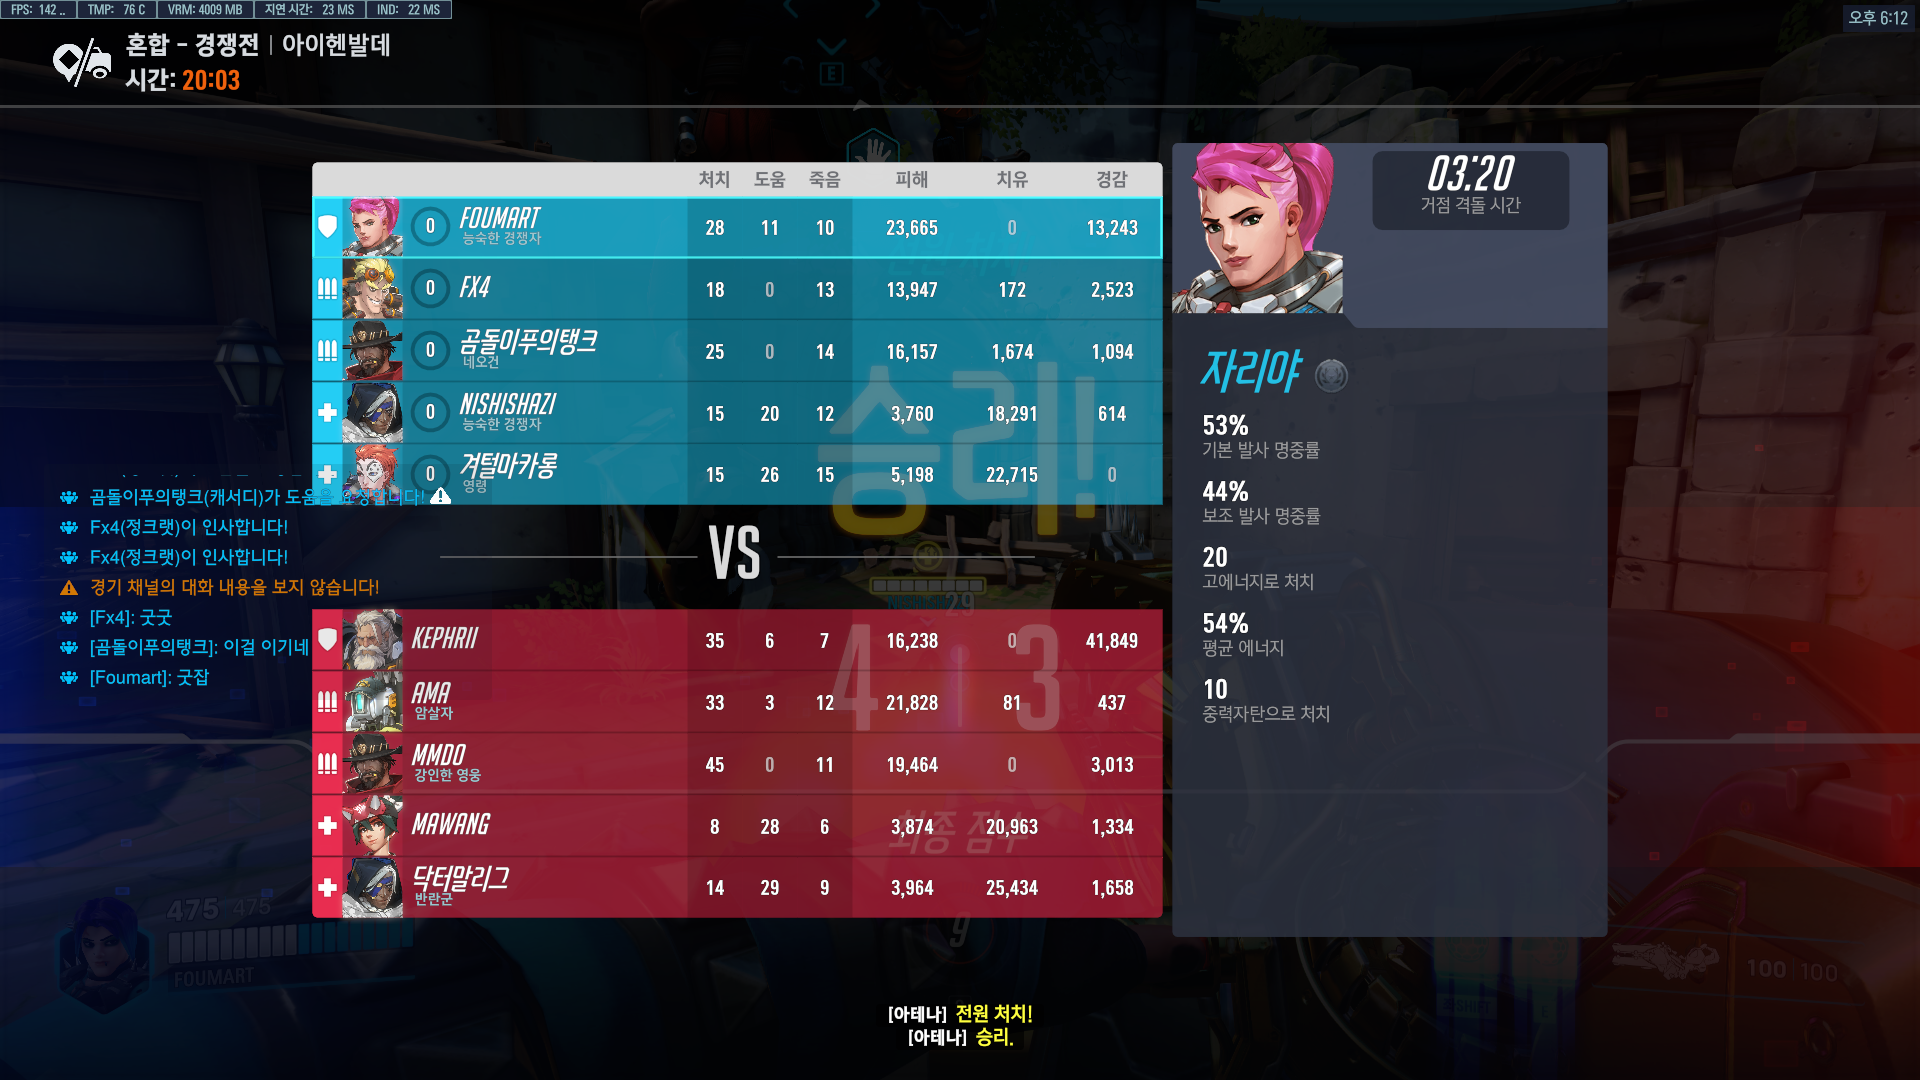 FPS: 142 .. TMP: 76 C VRM: 4009 MB 지연 시간: 23 MS IND: 22 MS
오후 6:12
혼합 - 경쟁전 | 아이헨발데
시간: 20:03
E
처치 도움 죽음 피해 치유 경감
0 FOUMART 28 11 10 23,665 0 13,243
능숙한 경쟁자
0 FX4 18 0 13 13,947 172 2,523
0 곰돌이푸의탱크 25 0 14 16,157 1,674 1,094
네오건
0 NISHISHAZI 15 20 12 3,760 18,291 614
능숙한 경쟁자
0 겨털마카롱 15 26 15 5,198 22,715 0
영령
승리!
VS
KEPHRII 35 6 7 16,238 0 41,849
AMA 33 3 12 21,828 81 437
암살자
MMDO 45 0 11 19,464 0 3,013
강인한 영웅
MAWANG 8 28 6 3,874 20,963 1,334
닥터말리그 14 29 9 3,964 25,434 1,658
반란군
4 3
최종 점수
29
9
03:20
거점 격돌 시간
자리야
53%
기본 발사 명중률
44%
보조 발사 명중률
20
고에너지로 처치
54%
평균 에너지
10
중력자탄으로 처치
곰돌이푸의탱크(캐서디)가 도움을 요청합니다!
Fx4(정크랫)이 인사합니다!
Fx4(정크랫)이 인사합니다!
경기 채널의 대화 내용을 보지 않습니다!
[Fx4]: 굿굿
[곰돌이푸의탱크]: 이걸 이기네
[Foumart]: 굿잡
475 475
FOUMART
100 100
[아테나] 전원 처치!
[아테나] 승리.